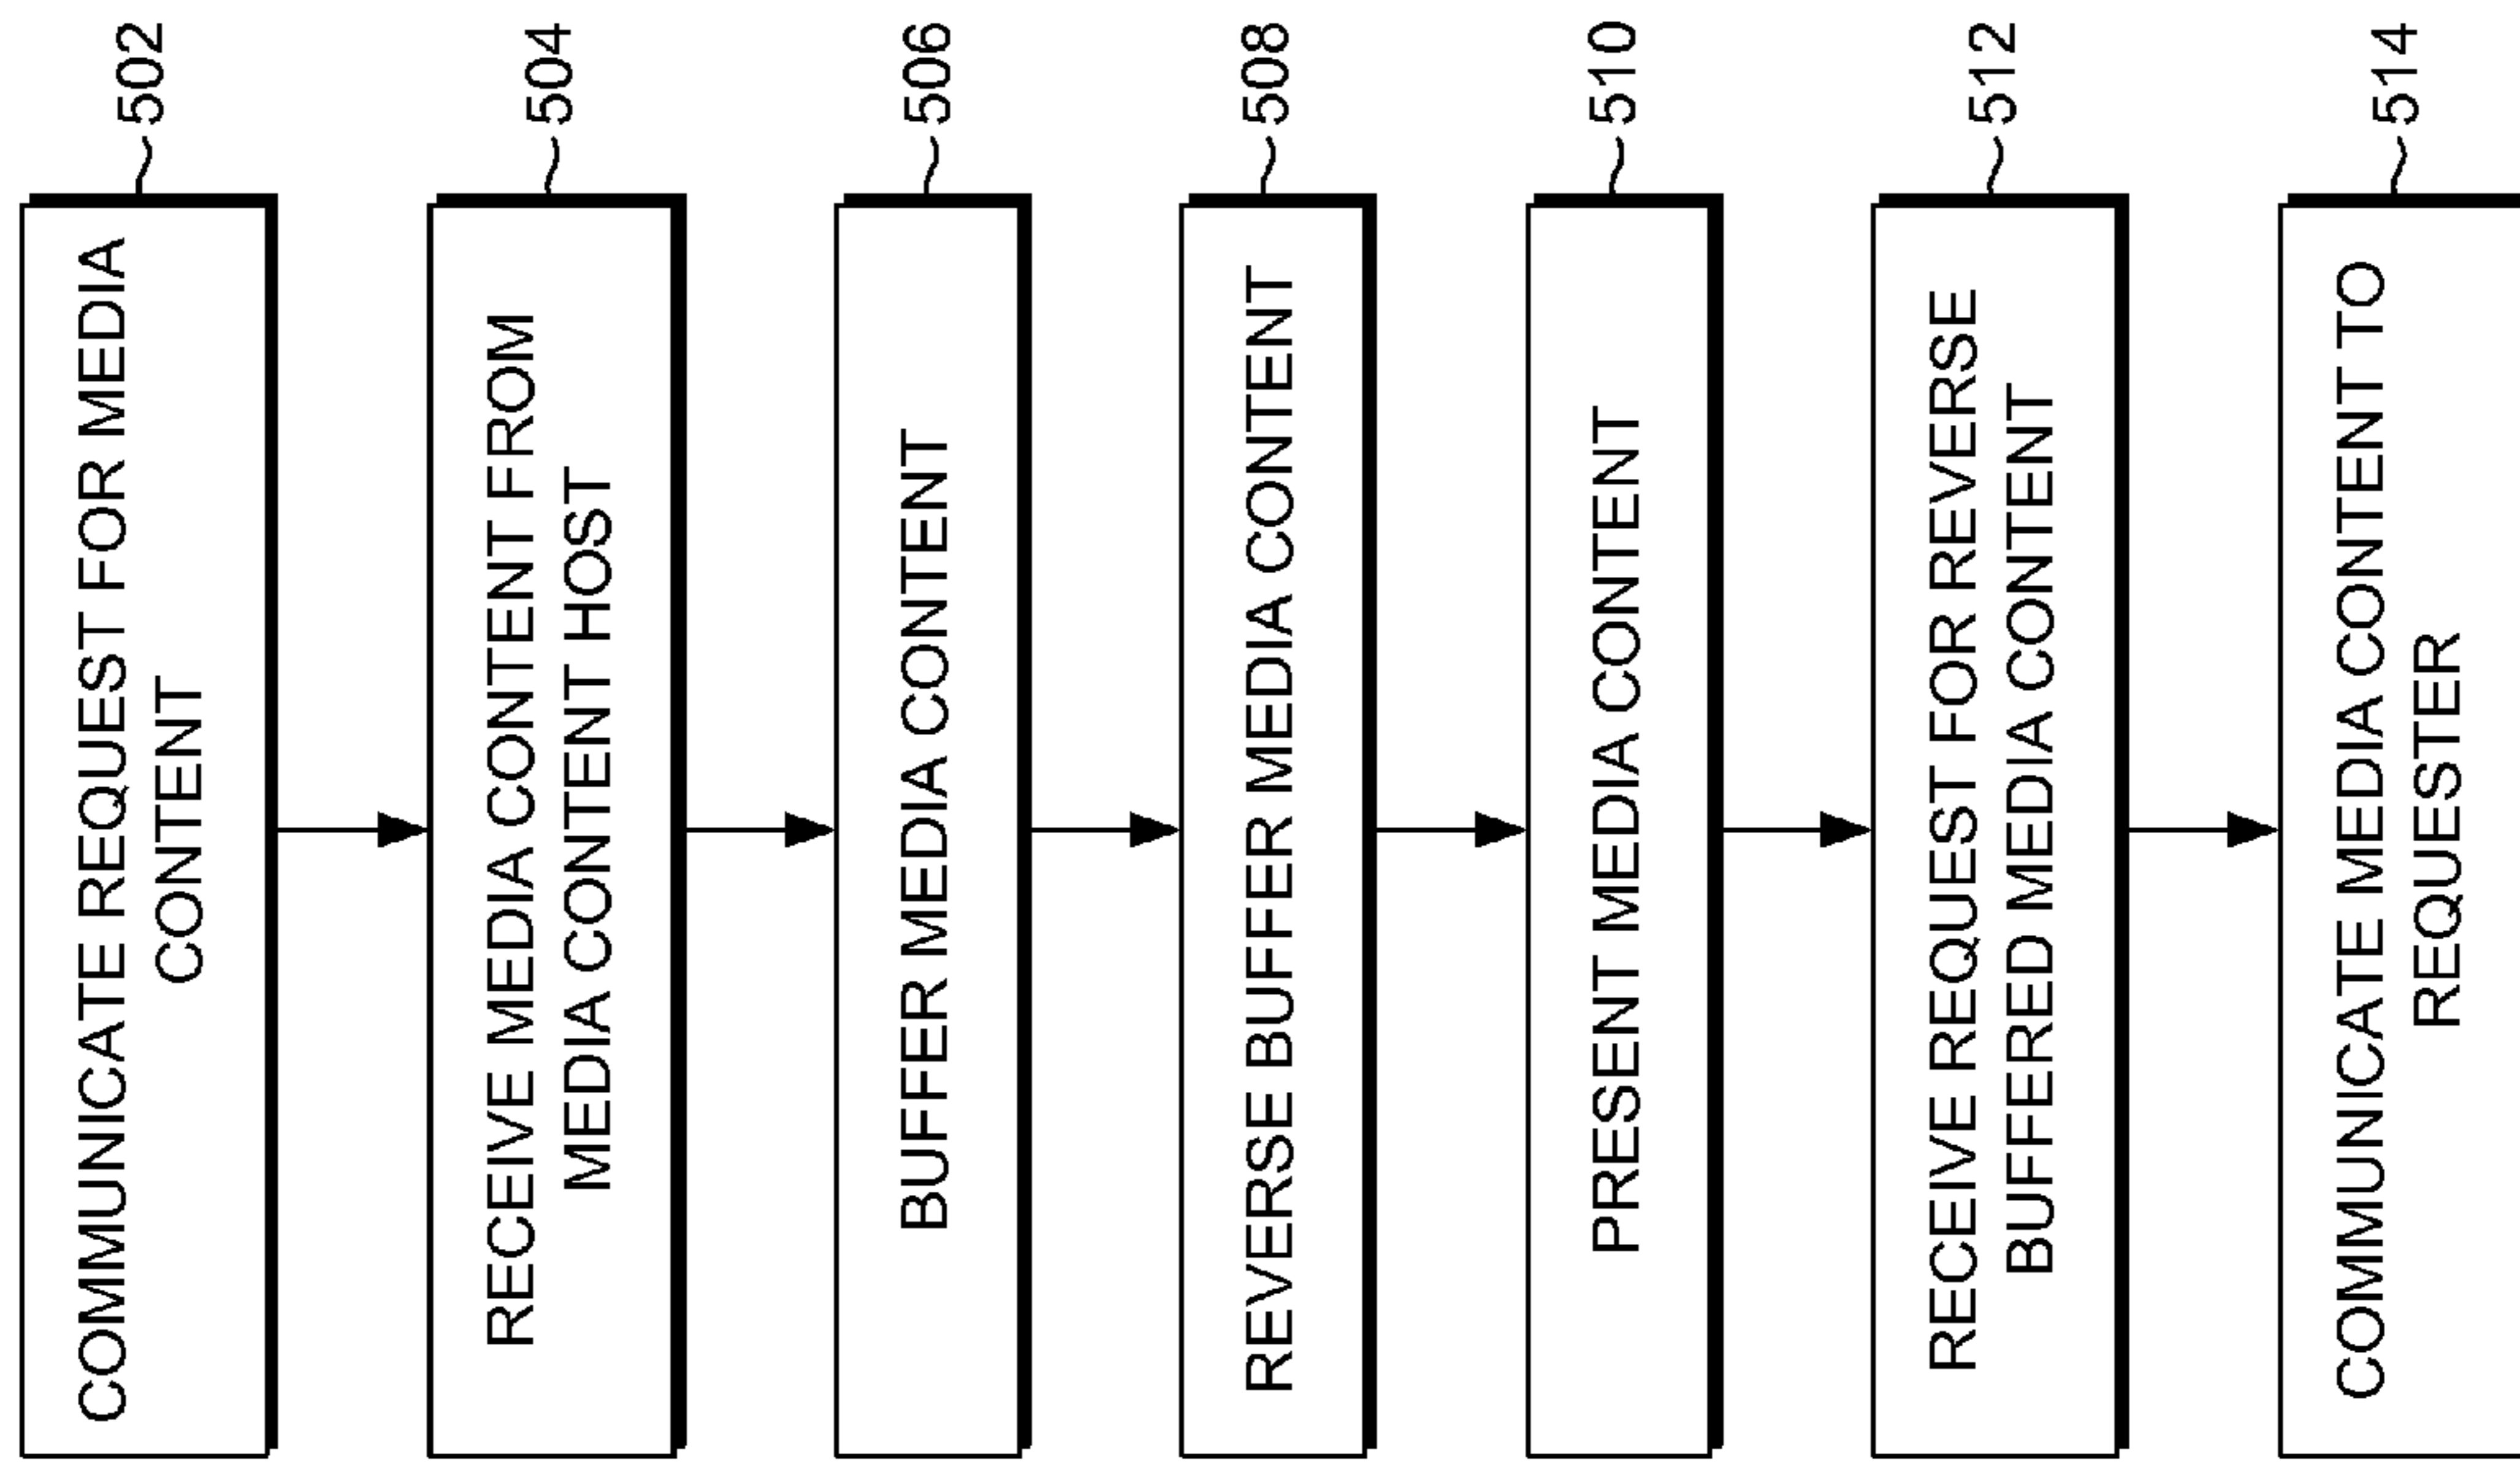 COMMUNICATE REQUEST FOR MEDIA
CONTENT
502
RECEIVE MEDIA CONTENT FROM
MEDIA CONTENT HOST
504
BUFFER MEDIA CONTENT
506
REVERSE BUFFER MEDIA CONTENT
508
PRESENT MEDIA CONTENT
510
RECEIVE REQUEST FOR REVERSE
BUFFERED MEDIA CONTENT
512
COMMUNICATE MEDIA CONTENT TO
REQUESTER
514